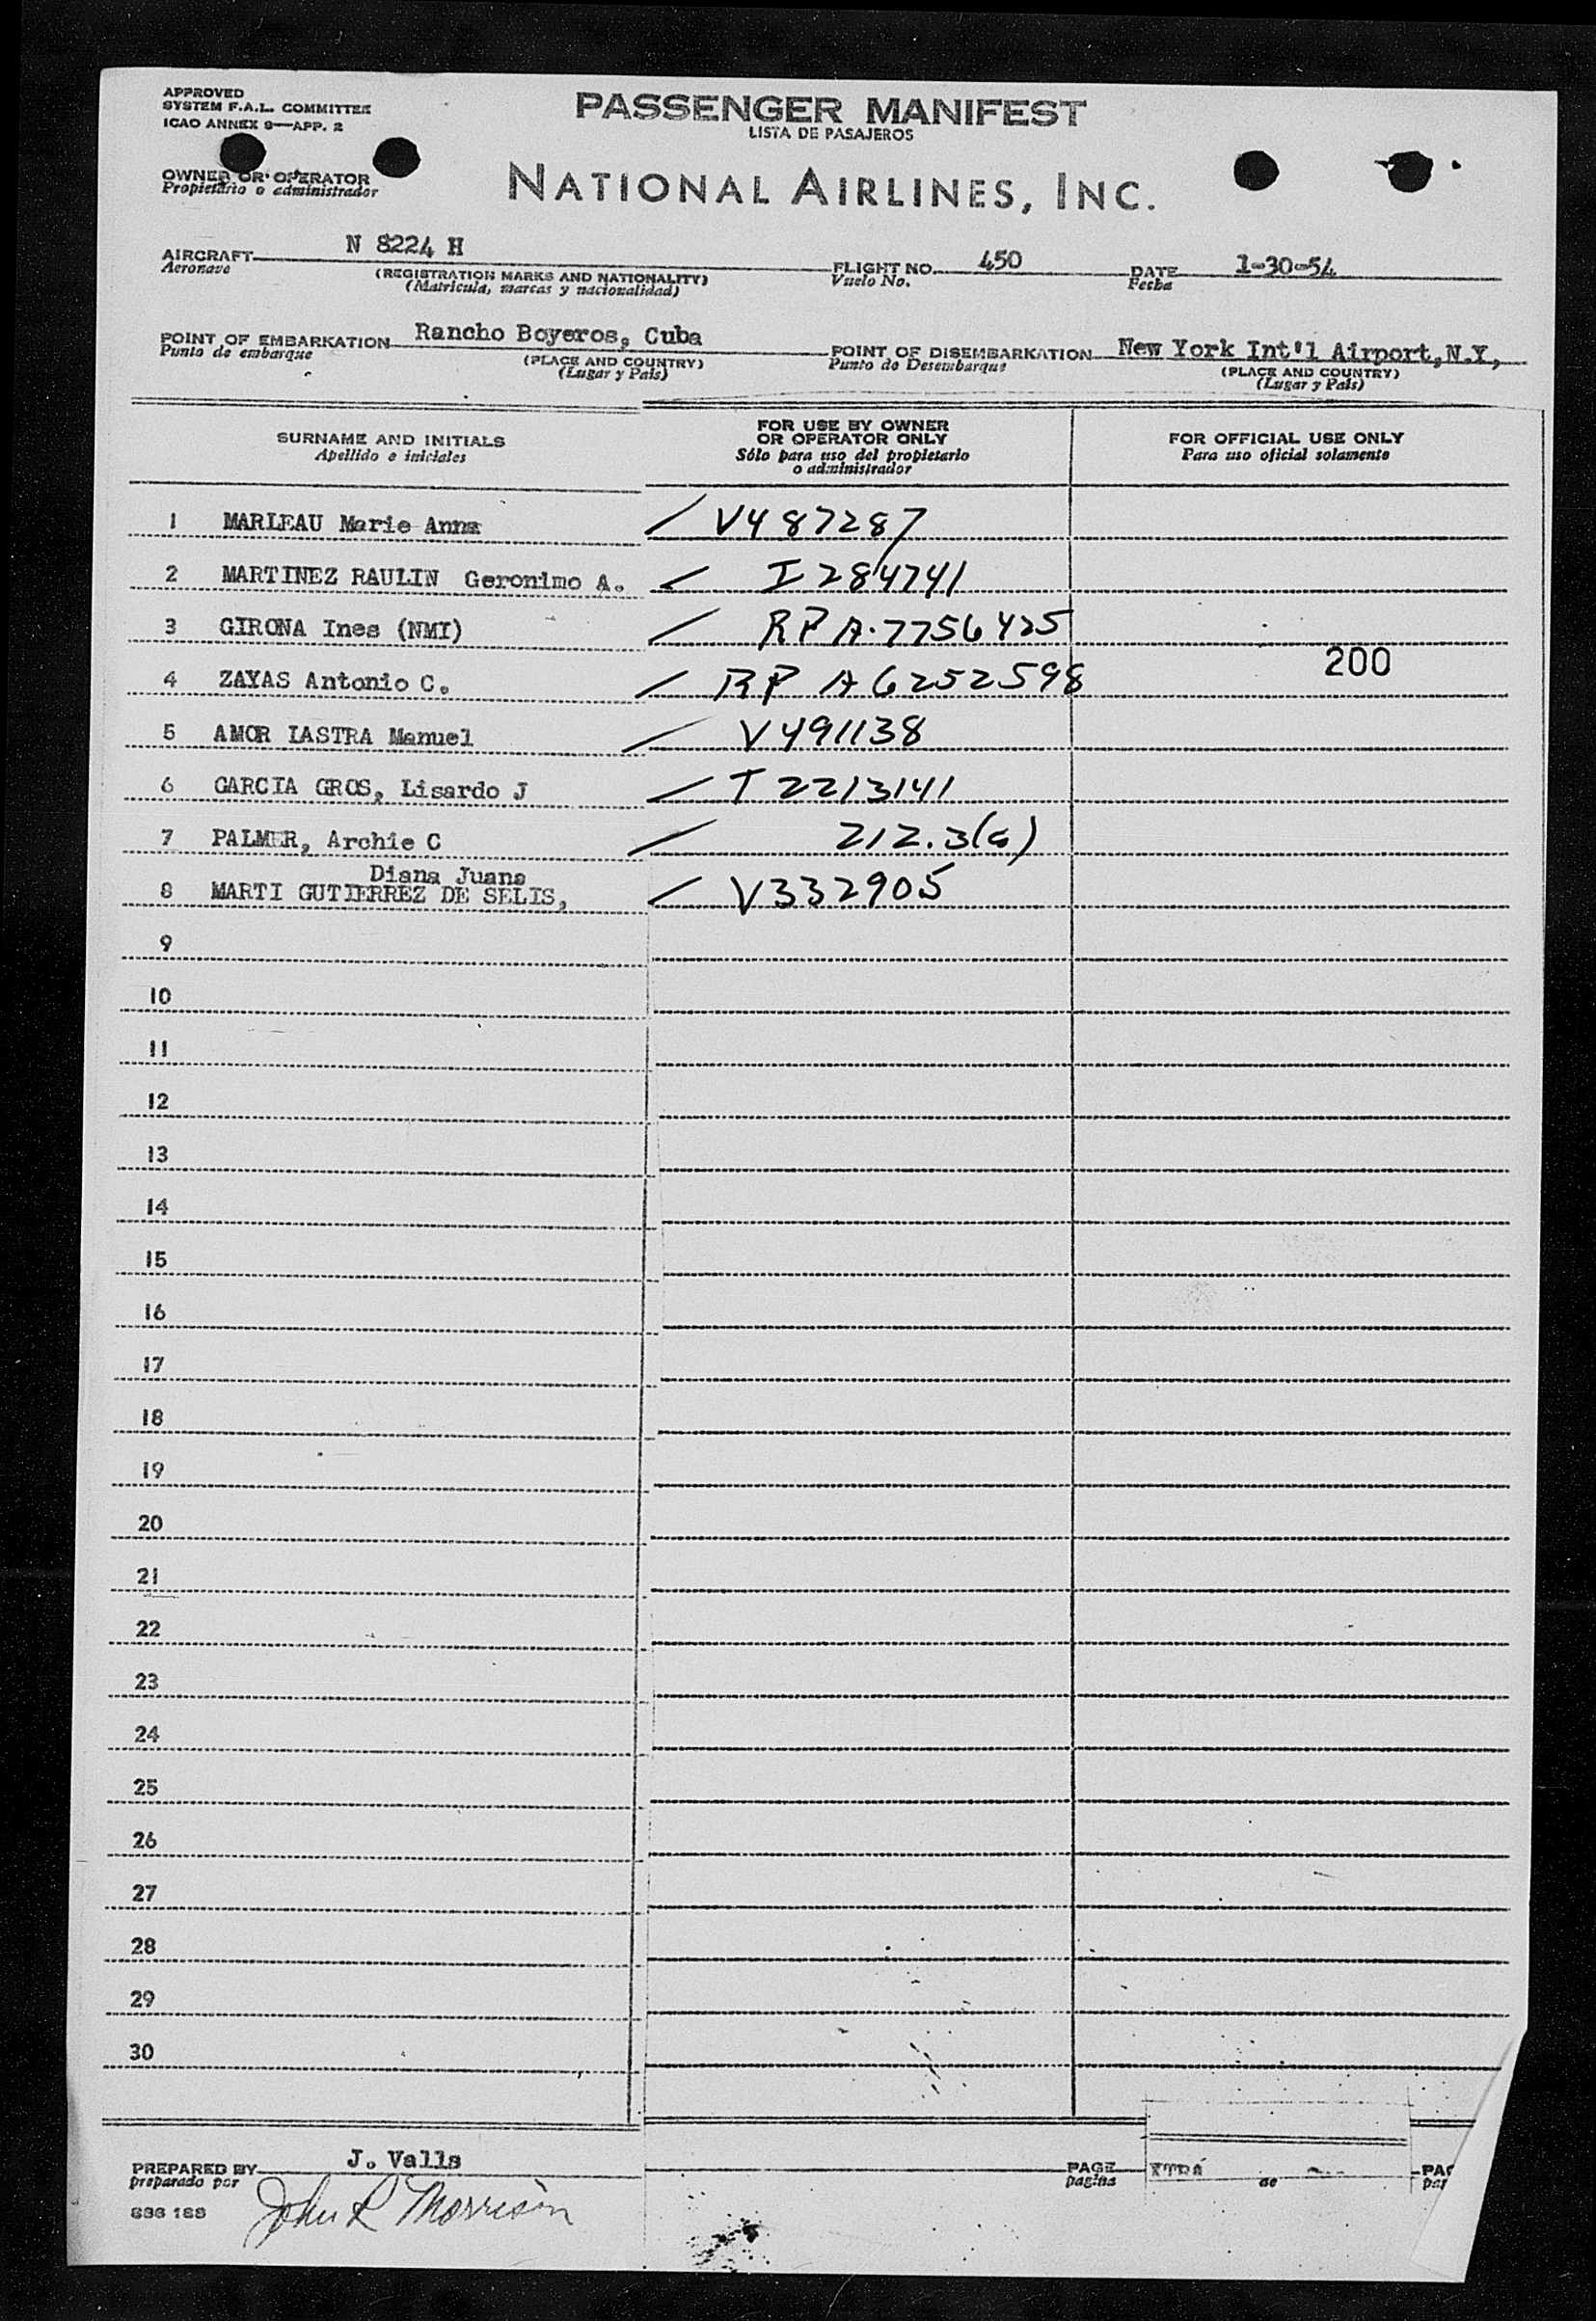 APPROVED
SYSTEM F.A.L. COMMITTEE
ICAO ANNEX 9—APP. 2
PASSENGER MANIFEST
LISTA DE PASAJEROS
OWNER OR OPERATOR
Propietario o administrador
NATIONAL AIRLINES, INC.
AIRCRAFT N 8224 H FLIGHT NO. 450 DATE 1-30-54
Aeronave (REGISTRATION MARKS AND NATIONALITY) Vuelo No. Fecha
(Matricula, marcas y nacionalidad)
POINT OF EMBARKATION Rancho Boyeros, Cuba POINT OF DISEMBARKATION New York Int'l Airport, N.Y,
Punto de embarque (PLACE AND COUNTRY) Punto de Desembarque (PLACE AND COUNTRY)
(Lugar y País) (Lugar y País)
SURNAME AND INITIALS
Apellido e iniciales
FOR USE BY OWNER
OR OPERATOR ONLY
Sólo para uso del propietario
o administrador
FOR OFFICIAL USE ONLY
Para uso oficial solamente
1 MARLEAU Marie Anna V487287
2 MARTINEZ RAULIN Geronimo A. I284741
3 GIRONA Ines (NMI) RP A-7756425
200
4 ZAYAS Antonio C. RP A6252598
5 AMOR LASTRA Manuel V491138
6 GARCIA GROS, Lisardo J T2213141
7 PALMER, Archie C 212.3(a)
Diana Juana
8 MARTI GUTIERREZ DE SELIS, V332905
9
10
11
12
13
14
15
16
17
18
19
20
21
22
23
24
25
26
27
28
29
30
PREPARED BY J. Valls PAGE XTRA de PAG
preparado por pagina
John R Morrison